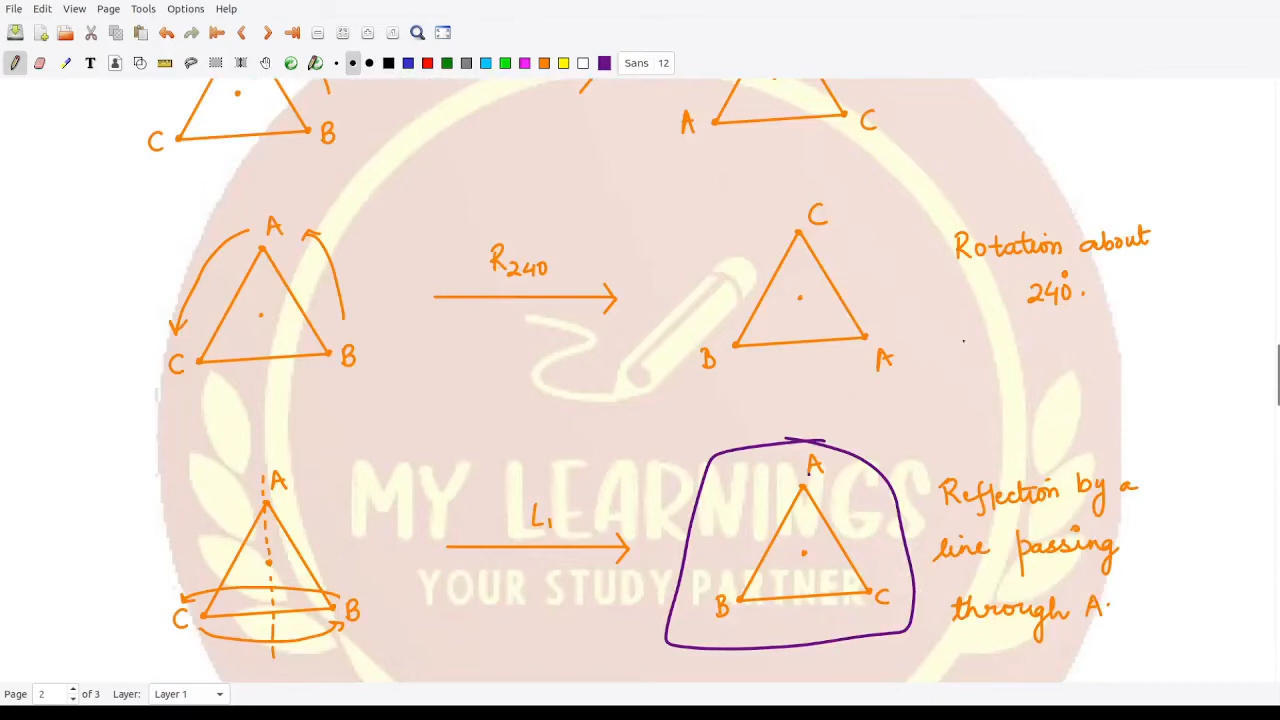 File Edit View Page Tools Options Help
Sans 12
C B
A C
A
C B
R240
C
B A
Rotation about
240°.
MY LEARNINGS
YOUR STUDY PARTNER
A
C B
L1
A
B C
Reflection by a
line passing
through A.
Page 2 of 3 Layer: Layer 1